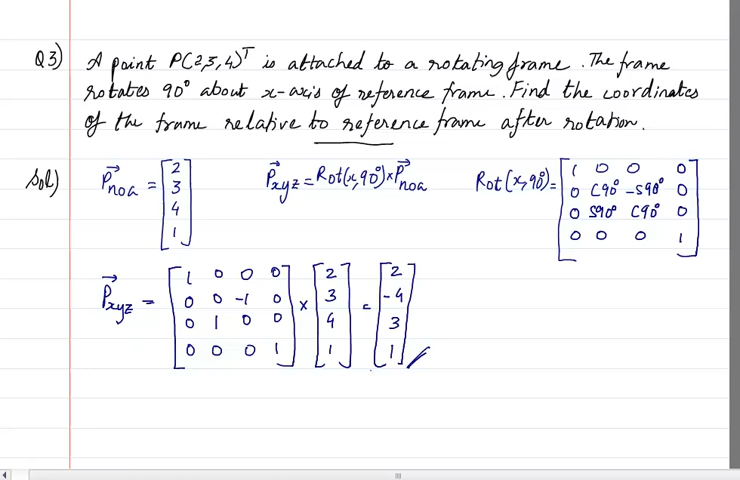 Q3) A point P(2,3,4)ᵀ is attached to a rotating frame. The frame
rotates 90° about x-axis of reference frame. Find the coordinates
of the frame relative to reference frame after rotation.
Sol) P⃗noa = [2 3 4 1] P⃗xyz = Rot(x,90°) × P⃗noa Rot(x,90°) = [1 0 0 0
0 C90° -S90° 0
0 S90° C90° 0
0 0 0 1]
P⃗xyz = [1 0 0 0
0 0 -1 0
0 1 0 0
0 0 0 1] × [2 3 4 1] = [2 -4 3 1]